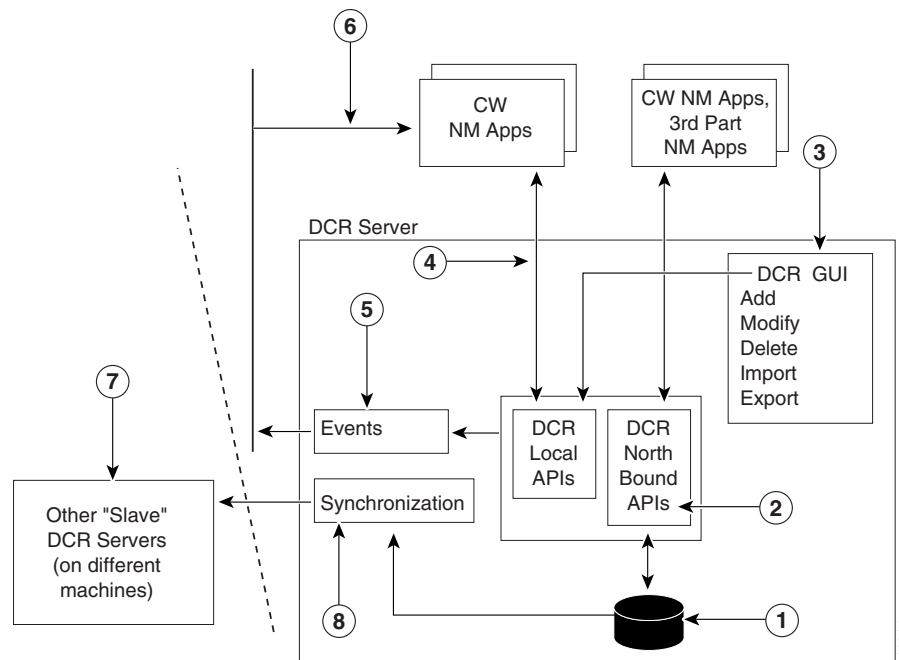 6
CW
NM Apps
CW NM Apps,
3rd Part
NM Apps
3
DCR Server
4
DCR GUI
Add
Modify
Delete
Import
Export
5
7
Events
DCR
Local
APIs
DCR
North
Bound
APIs
Synchronization
2
Other "Slave"
DCR Servers
(on different
machines)
8
1